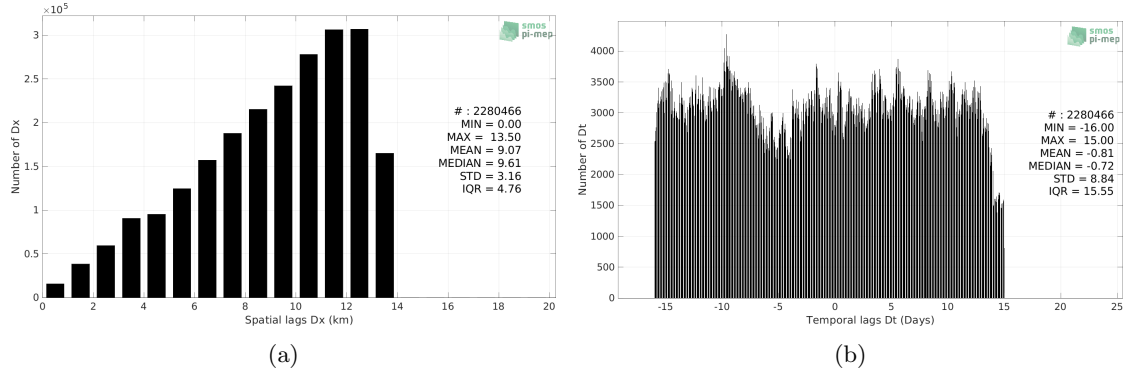 ×10⁵
3
2.5
2
1.5
1
0.5
0
Number of Dx
0 2 4 6 8 10 12 14 16 18 20
Spatial lags Dx (km)
smos
pi-mep
# : 2280466
MIN = 0.00
MAX = 13.50
MEAN = 9.07
MEDIAN = 9.61
STD = 3.16
IQR = 4.76
(a)
4000
3500
3000
2500
2000
1500
1000
500
0
Number of Dt
-15 -10 -5 0 5 10 15 20 25
Temporal lags Dt (Days)
smos
pi-mep
# : 2280466
MIN = -16.00
MAX = 15.00
MEAN = -0.81
MEDIAN = -0.72
STD = 8.84
IQR = 15.55
(b)